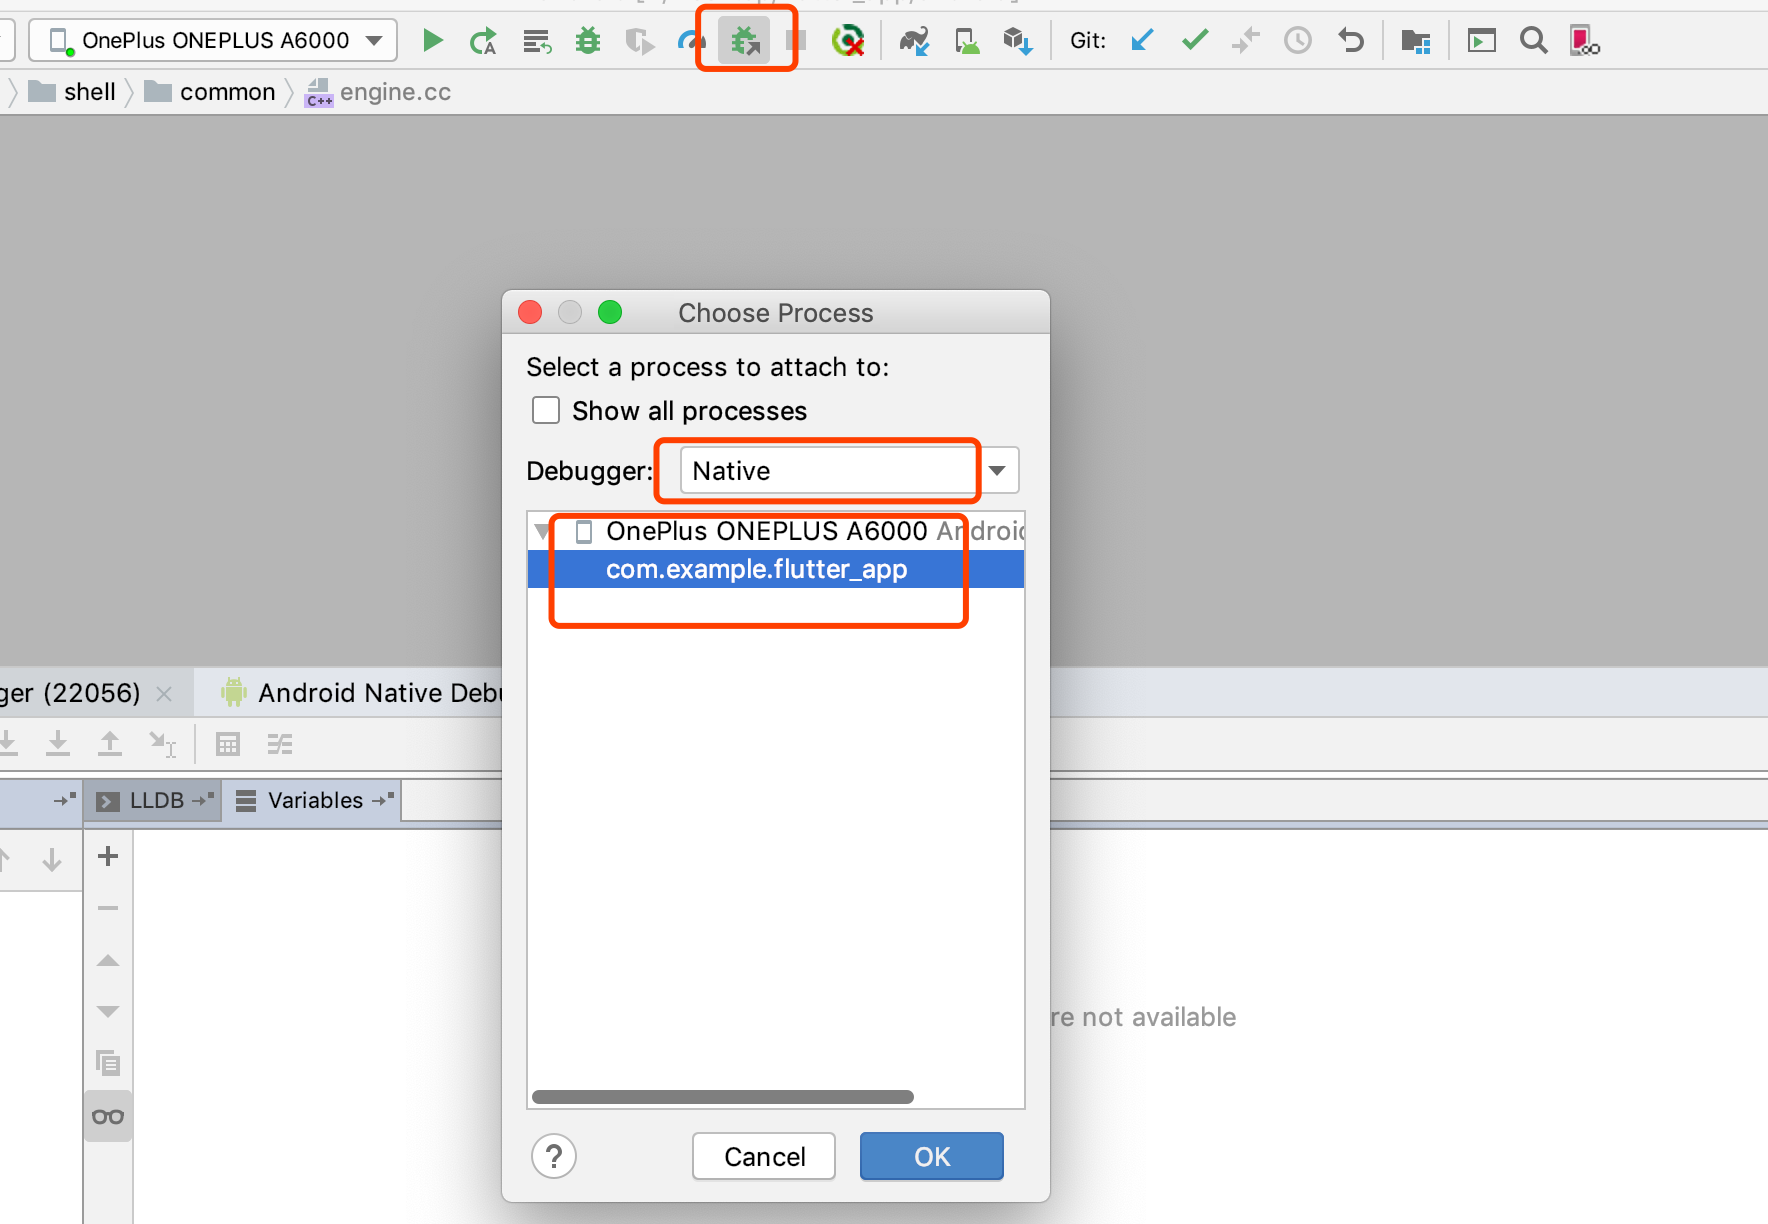 OnePlus ONEPLUS A6000
Git:
shell
common
C++
engine.cc
Choose Process
Select a process to attach to:
Show all processes
Debugger:
Native
OnePlus ONEPLUS A6000
com.example.flutter_app
ger (22056)
Android Native Debu
LLDB
Variables
re not available
?
Cancel
OK